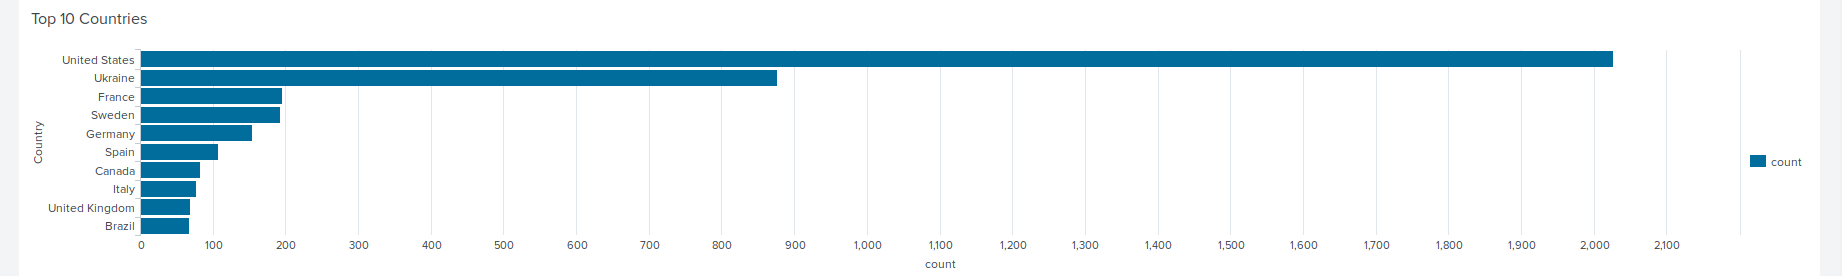 Top 10 Countries
Country
United States
Ukraine
France
Sweden
Germany
Spain
Canada
Italy
United Kingdom
Brazil
0 100 200 300 400 500 600 700 800 900 1,000 1,100 1,200 1,300 1,400 1,500 1,600 1,700 1,800 1,900 2,000 2,100
count
count